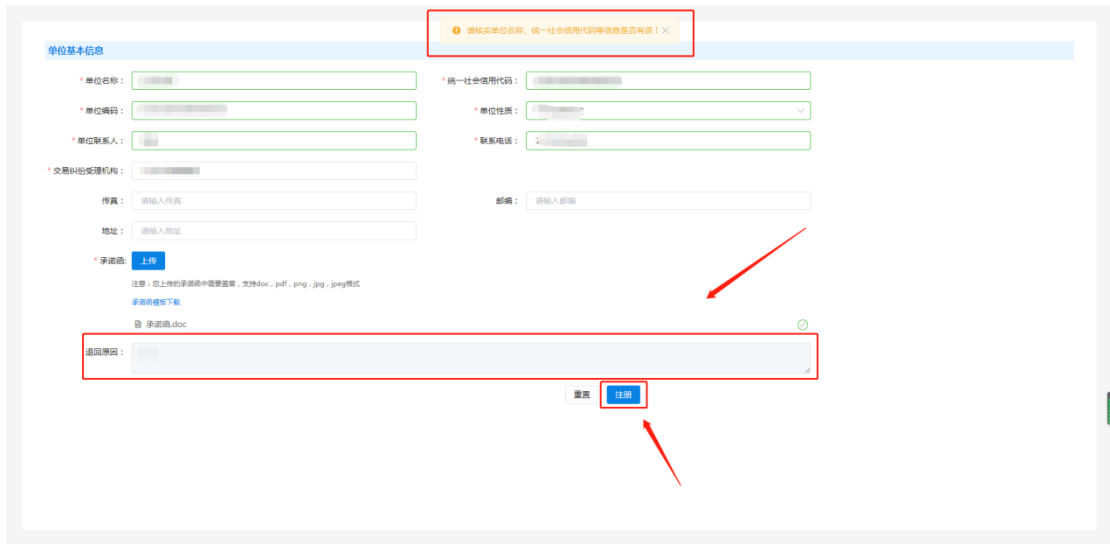 请核实单位名称、统一社会信用代码等信息是否有误！
单位基本信息
* 单位名称：
* 统一社会信用代码：
* 单位编码：
* 单位性质：
* 单位联系人：
* 联系电话：
* 交易纠纷受理机构：
传真： 请输入传真
邮编： 请输入邮编
地址： 请输入地址
* 承诺函: 上传
注意：您上传的承诺函中需要盖章，支持doc，pdf，png，jpg，jpeg格式
承诺函模板下载
承诺函.doc
退回原因：
重置 注册